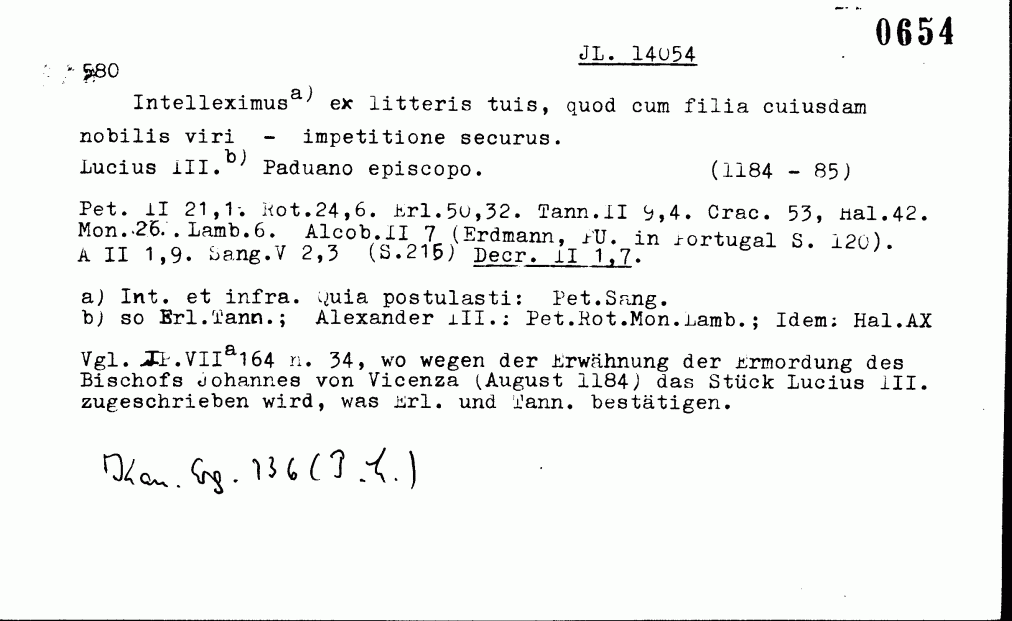 0654
JL. 14054
580
Intelleximus a) ex litteris tuis, quod cum filia cuiusdam
nobilis viri - impetitione securus.
Lucius III. b) Paduano episcopo. (1184 - 85)
Pet. II 21,1. Rot.24,6. Erl.50,32. Tann.II 9,4. Crac. 53, Hal.42.
Mon. 26. Lamb.6. Alcob.II 7 (Erdmann, PU. in Portugal S. 120).
A II 1,9. Sang.V 2,3 (S.215) Decr. II 1,7.
a) Int. et infra. Quia postulasti: Pet.Sang.
b) so Erl.Tann.; Alexander III.: Pet.Rot.Mon.Lamb.; Idem: Hal.AX
Vgl. IP.VII a 164 n. 34, wo wegen der Erwähnung der Ermordung des
Bischofs Johannes von Vicenza (August 1184) das Stück Lucius III.
zugeschrieben wird, was Erl. und Tann. bestätigen.
136